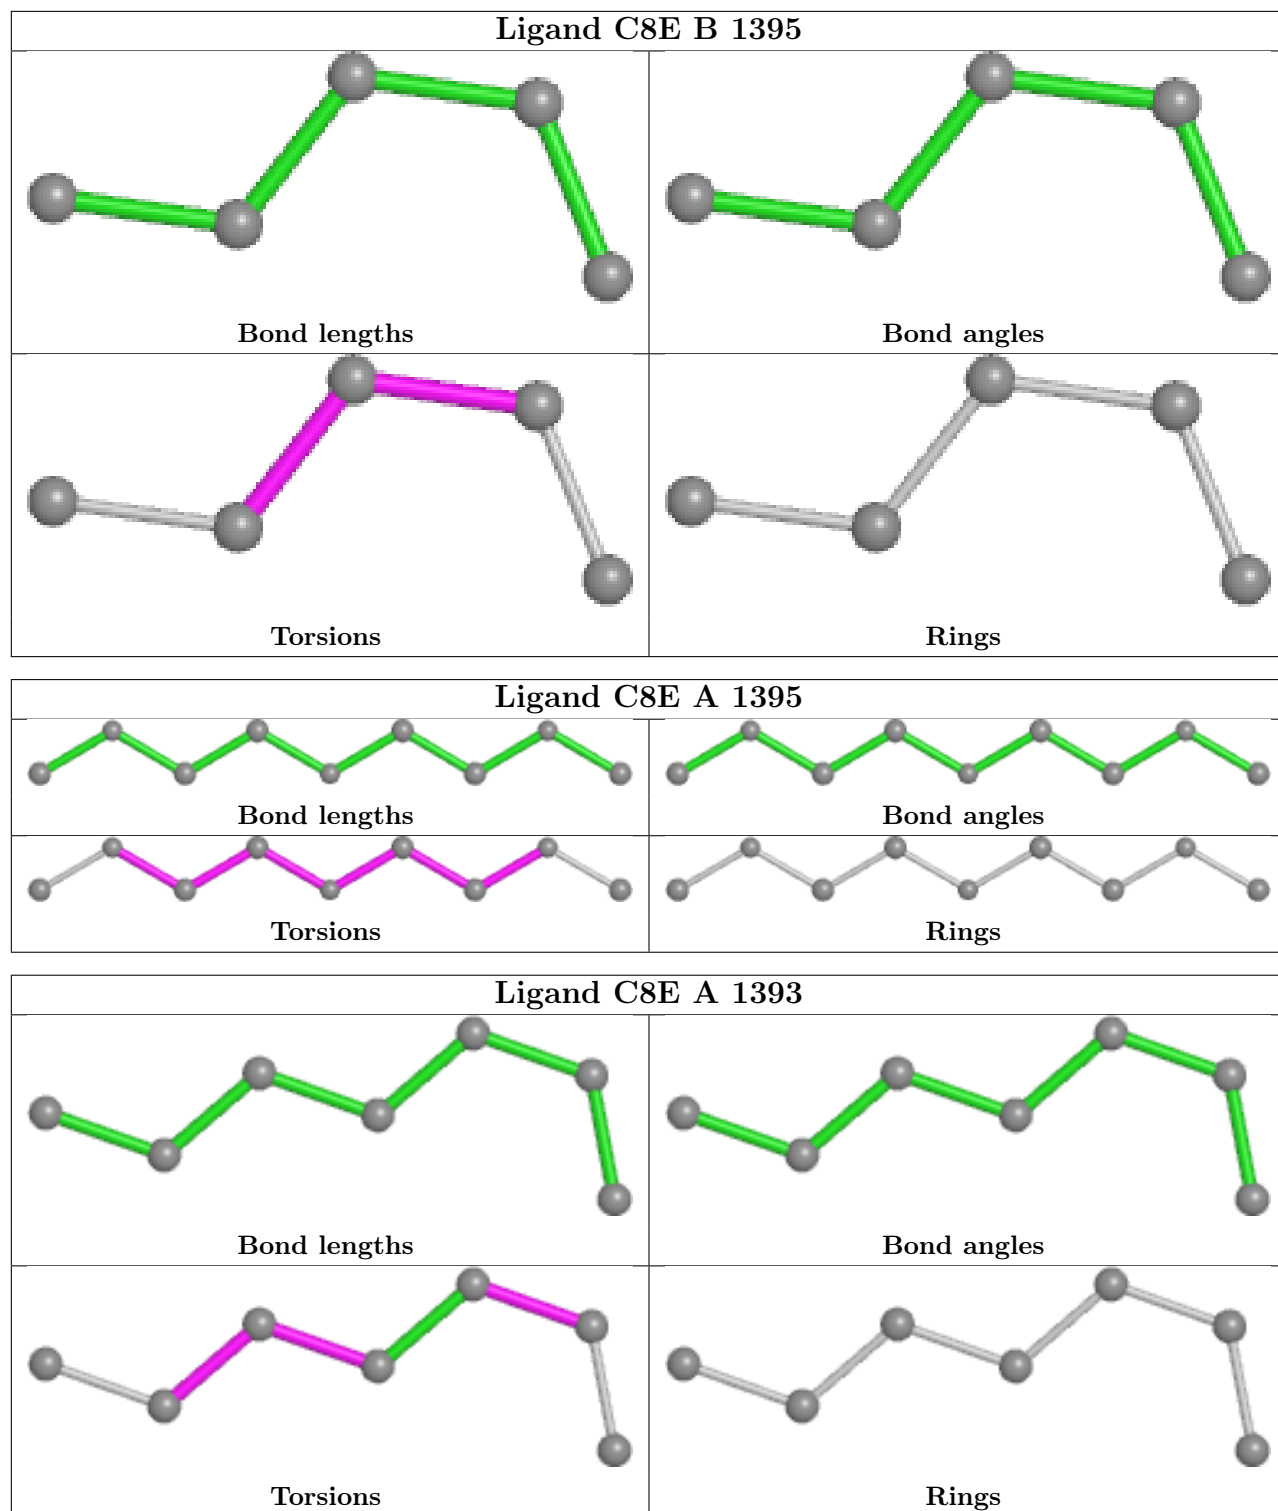 Ligand C8E B 1395
Bond lengths
Bond angles
Torsions
Rings
Ligand C8E A 1395
Bond lengths
Bond angles
Torsions
Rings
Ligand C8E A 1393
Bond lengths
Bond angles
Torsions
Rings